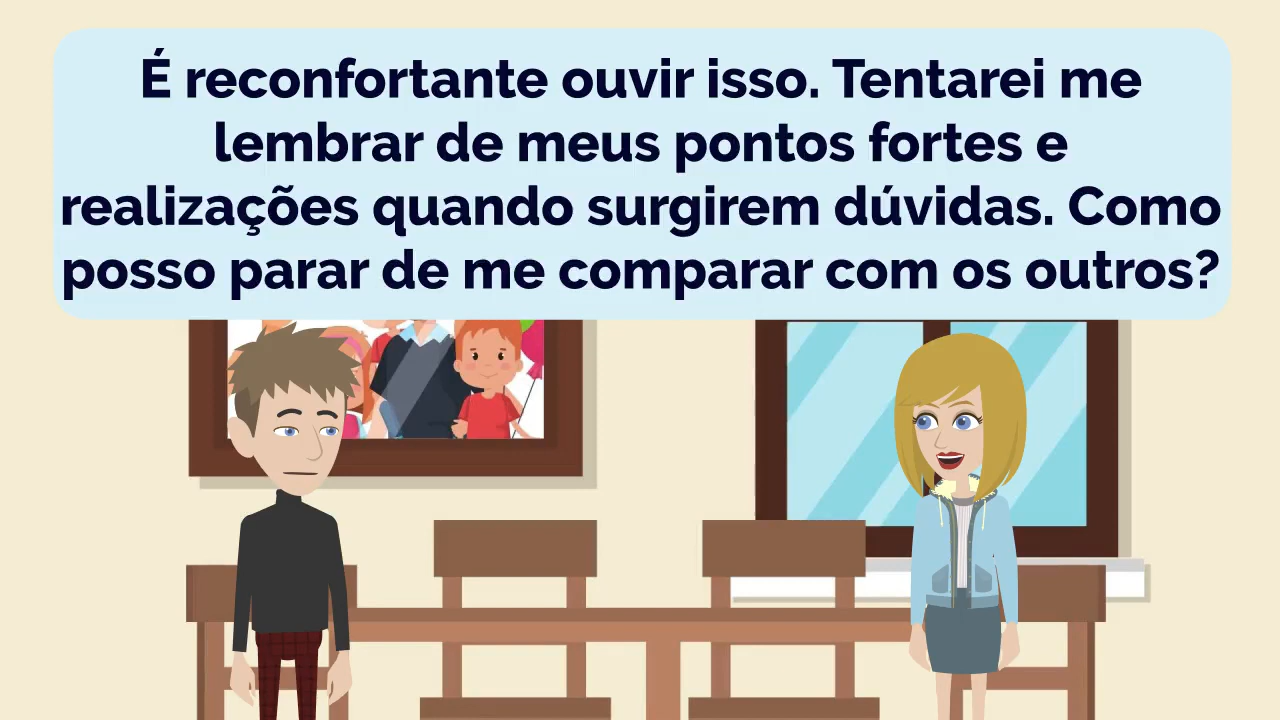 É reconfortante ouvir isso. Tentarei me
lembrar de meus pontos fortes e
realizações quando surgirem dúvidas. Como
posso parar de me comparar com os outros?